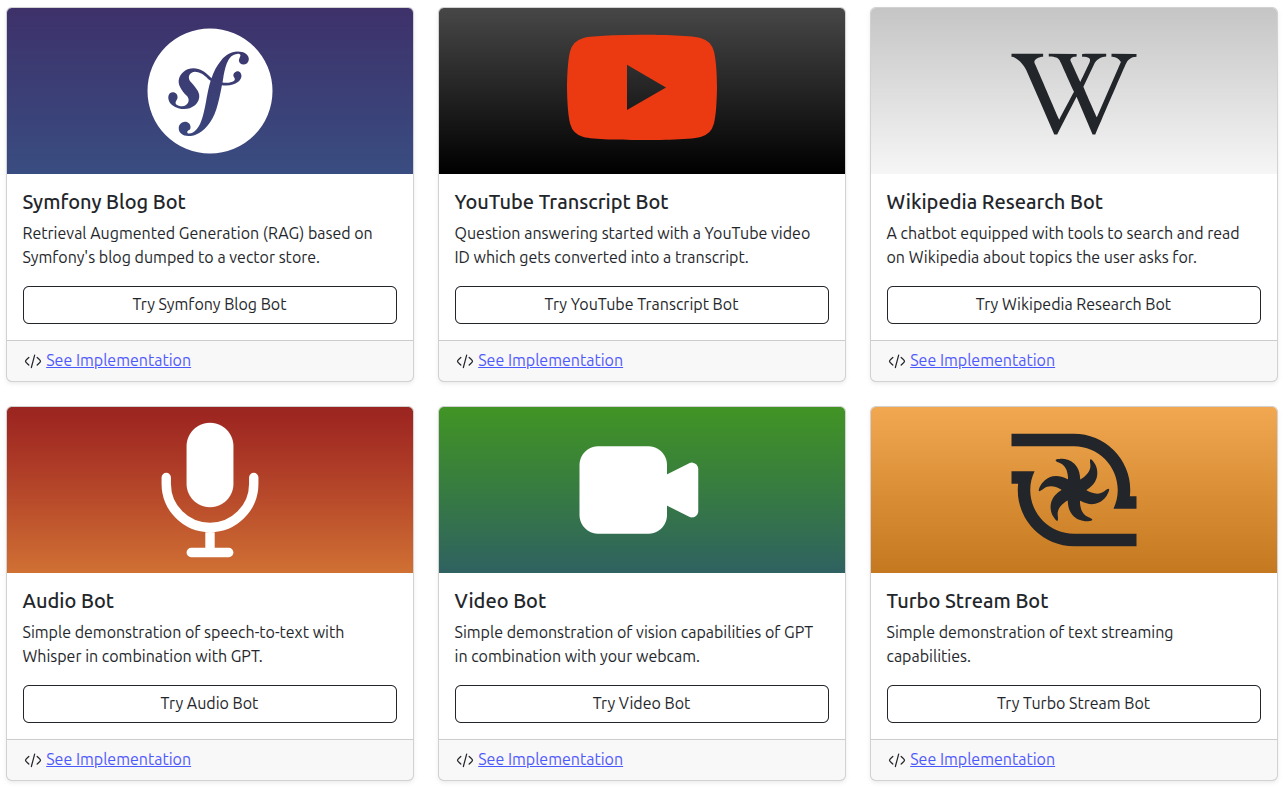 Symfony Blog Bot
Retrieval Augmented Generation (RAG) based on
Symfony's blog dumped to a vector store.
Try Symfony Blog Bot
</> See Implementation
YouTube Transcript Bot
Question answering started with a YouTube video
ID which gets converted into a transcript.
Try YouTube Transcript Bot
</> See Implementation
W
Wikipedia Research Bot
A chatbot equipped with tools to search and read
on Wikipedia about topics the user asks for.
Try Wikipedia Research Bot
</> See Implementation
Audio Bot
Simple demonstration of speech-to-text with
Whisper in combination with GPT.
Try Audio Bot
</> See Implementation
Video Bot
Simple demonstration of vision capabilities of GPT
in combination with your webcam.
Try Video Bot
</> See Implementation
Turbo Stream Bot
Simple demonstration of text streaming
capabilities.
Try Turbo Stream Bot
</> See Implementation